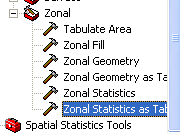 Zonal
Tabulate Area
Zonal Fill
Zonal Geometry
Zonal Geometry as Ta
Zonal Statistics
Zonal Statistics as Tab
Spatial Statistics Tools